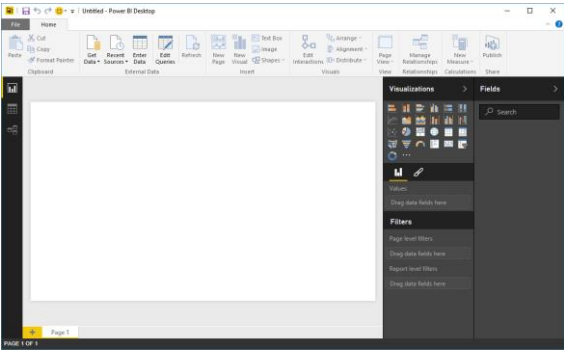 Untitled - Power BI Desktop
File Home
Paste
Cut
Copy
Format Painter
Clipboard
Get Data
Recent Sources
Enter Data
Edit Queries
External Data
Refresh
New Page
New Visual
Text Box
Image
Shapes
Insert
Edit Interactions
Arrange
Alignment
Distribute
Visuals
Page View
View
Manage Relationships
Relationships
New Measure
Calculations
Publish
Share
Visualizations
Fields
Search
Values
Drag data fields here
Filters
Page level filters
Drag data fields here
Report level filters
Drag data fields here
Page 1
PAGE 1 OF 1